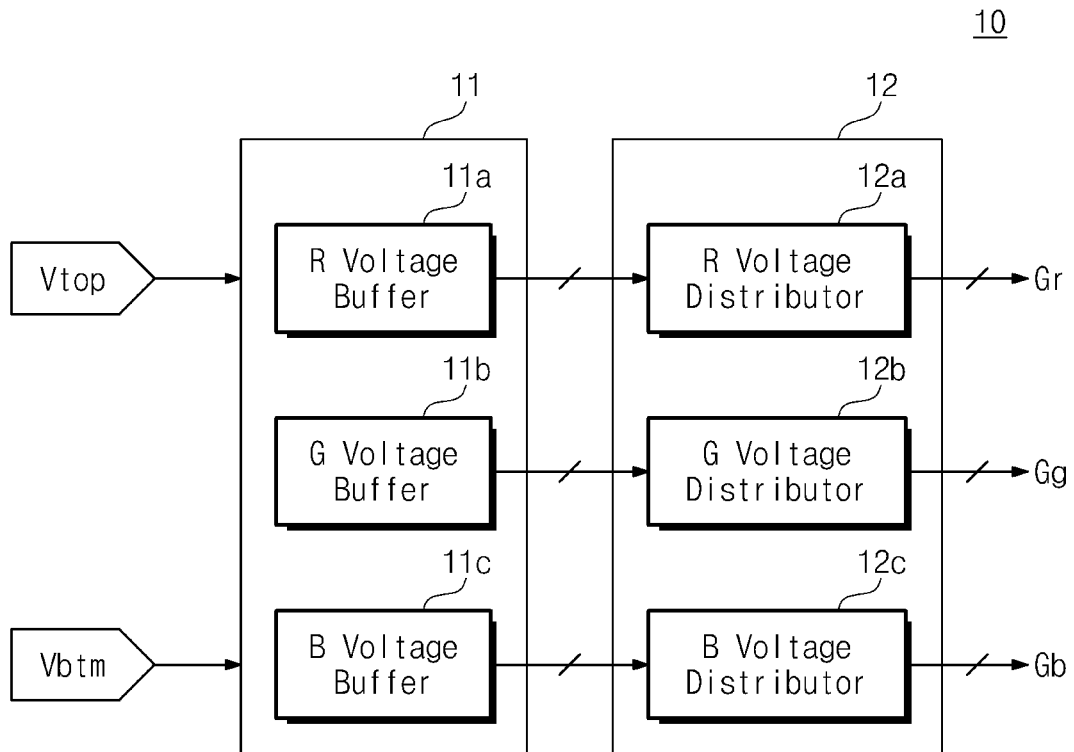 10
11
12
11a
12a
Vtop
R Voltage
Buffer
R Voltage
Distributor
Gr
11b
12b
G Voltage
Buffer
G Voltage
Distributor
Gg
11c
12c
Vbtm
B Voltage
Buffer
B Voltage
Distributor
Gb